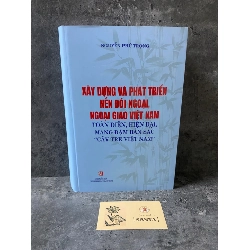 NGUYỄN PHÚ TRỌNG
XÂY DỰNG VÀ PHÁT TRIỂN
NỀN ĐỐI NGOẠI,
NGOẠI GIAO VIỆT NAM
TOÀN DIỆN, HIỆN ĐẠI,
MANG ĐẬM BẢN SẮC
"CÂY TRE VIỆT NAM"